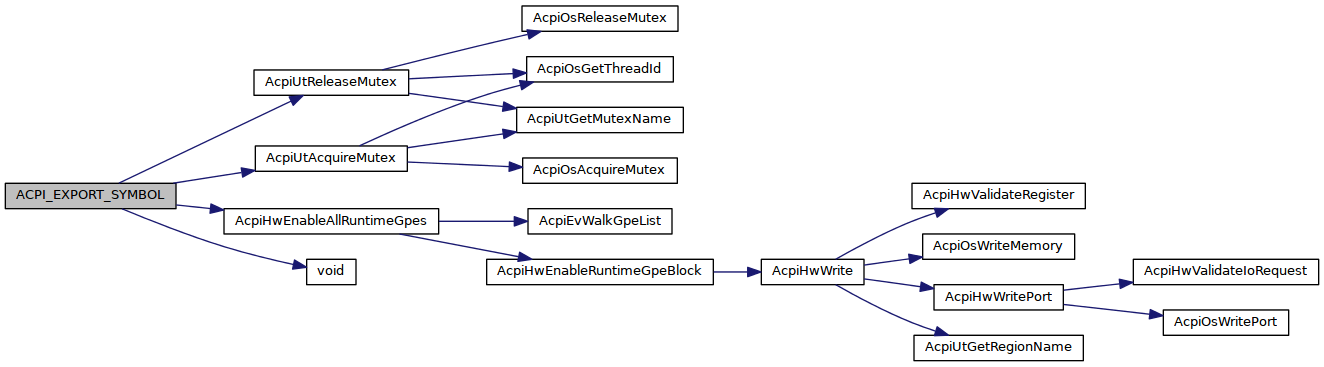 AcpiOsReleaseMutex
AcpiUtReleaseMutex
AcpiOsGetThreadId
AcpiUtGetMutexName
AcpiUtAcquireMutex
AcpiOsAcquireMutex
ACPI_EXPORT_SYMBOL
AcpiHwValidateRegister
AcpiHwEnableAllRuntimeGpes
AcpiEvWalkGpeList
AcpiOsWriteMemory
void
AcpiHwEnableRuntimeGpeBlock
AcpiHwWrite
AcpiHwValidateIoRequest
AcpiHwWritePort
AcpiOsWritePort
AcpiUtGetRegionName